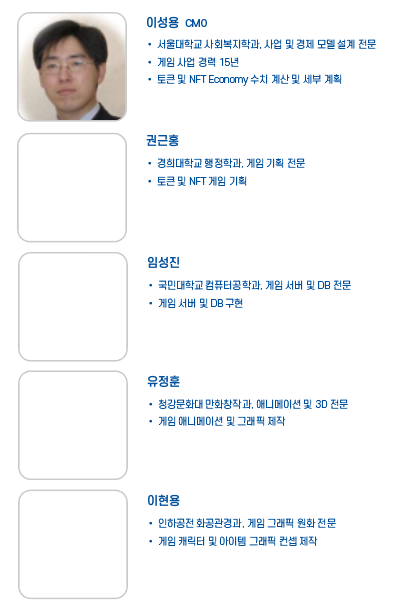 이성용 CMO
• 서울대학교 사회복지학과, 사업 및 경제 모델 설계 전문
• 게임 사업 경력 15년
• 토큰 및 NFT Economy 수치 계산 및 세부 계획
권근홍
• 경희대학교 행정학과, 게임 기획 전문
• 토큰 및 NFT 게임 기획
임성진
• 국민대학교 컴퓨터공학과, 게임 서버 및 DB 전문
• 게임 서버 및 DB 구현
유정훈
• 청강문화대 만화창작과, 애니메이션 및 3D 전문
• 게임 애니메이션 및 그래픽 제작
이현용
• 인하공전 화공관경과, 게임 그래픽 원화 전문
• 게임 캐릭터 및 아이템 그래픽 컨셉 제작